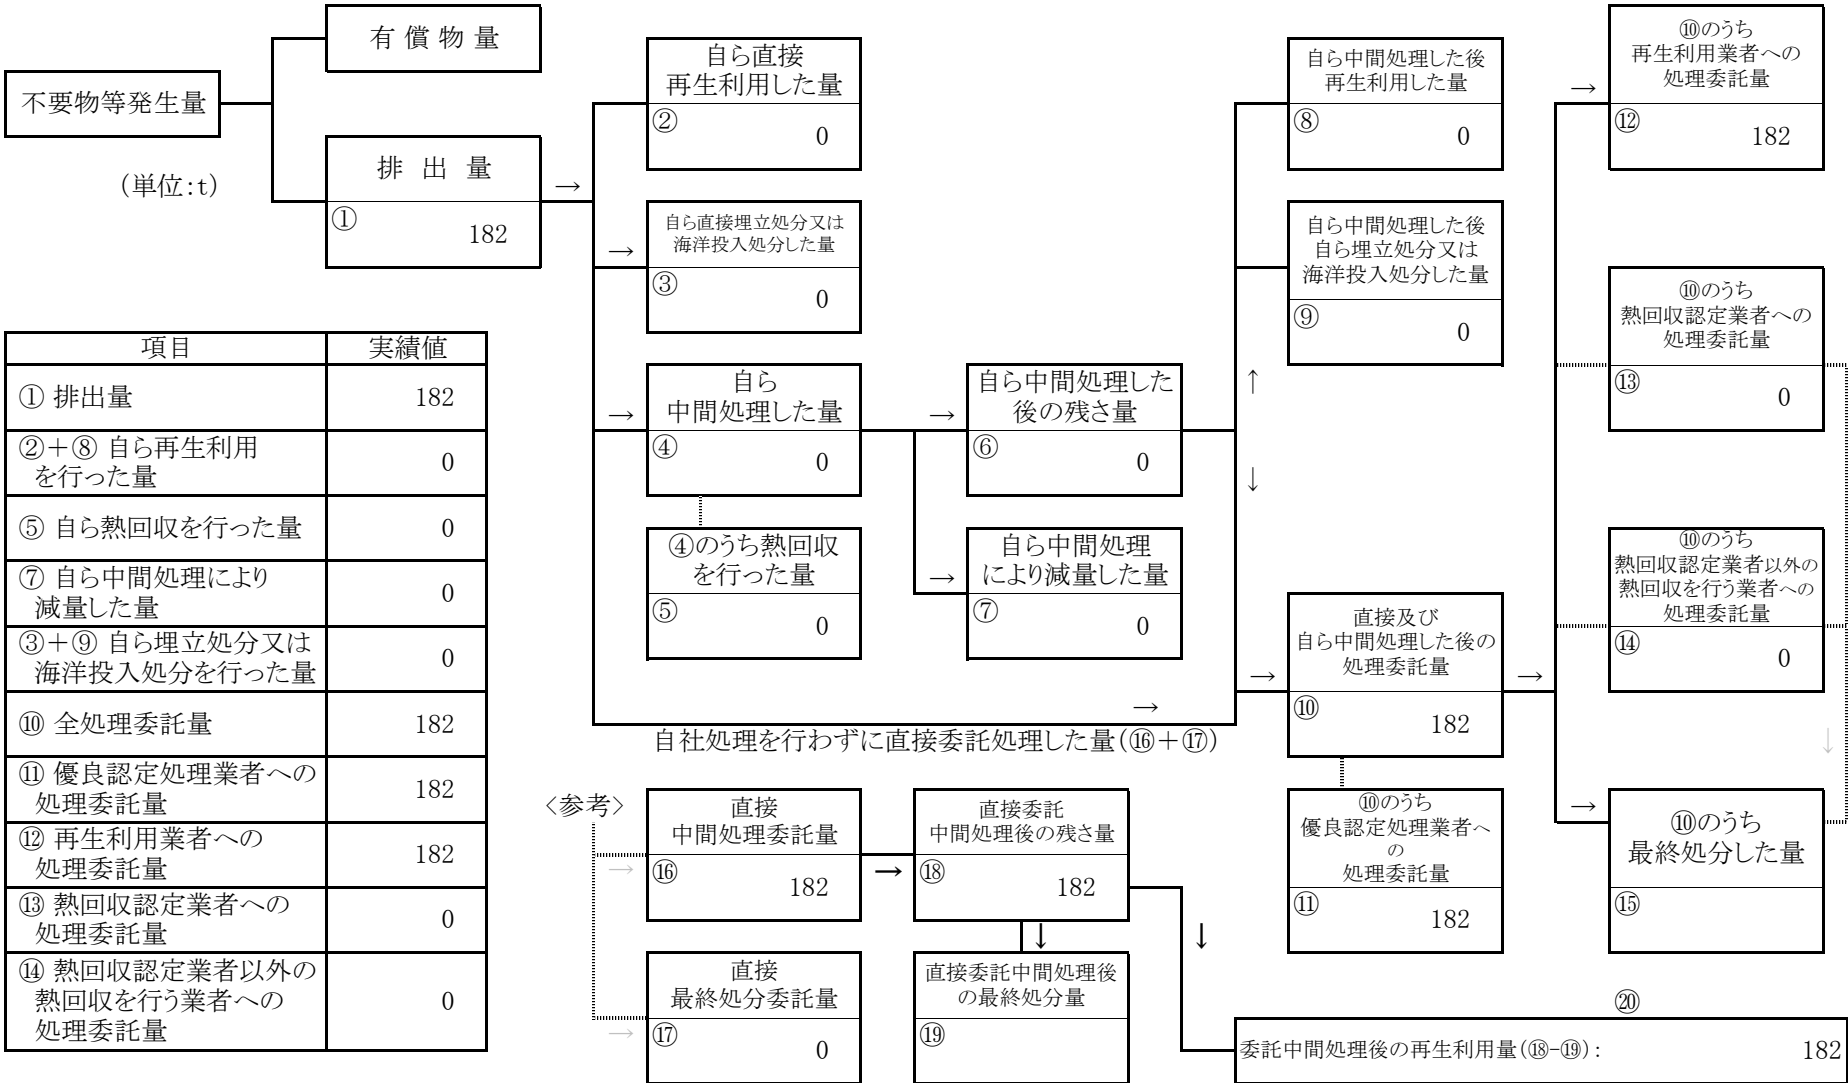 有 償 物 量
不要物等発生量
(単位:t)
排 出 量
①
182
→
自ら直接
再生利用した量
②
0
→
自ら直接埋立処分又は
海洋投入処分した量
③
0
→
自ら
中間処理した量
④
0
④のうち熱回収
を行った量
⑤
0
→
自ら中間処理した
後の残さ量
⑥
0
→
自ら中間処理
により減量した量
⑦
0
自ら中間処理した後
再生利用した量
⑧
0
自ら中間処理した後
自ら埋立処分又は
海洋投入処分した量
⑨
0
↑
↓
→
自社処理を行わずに直接委託処理した量(⑯+⑰)
→
直接及び
自ら中間処理した後の
処理委託量
⑩
182
⑩のうち
優良認定処理業者へ
の
処理委託量
⑪
182
→
→
⑩のうち
再生利用業者への
処理委託量
⑫
182
⑩のうち
熱回収認定業者への
処理委託量
⑬
0
⑩のうち
熱回収認定業者以外の
熱回収を行う業者への
処理委託量
⑭
0
↓
→
⑩のうち
最終処分した量
⑮
項目 実績値
① 排出量 182
②+⑧ 自ら再生利用
を行った量 0
⑤ 自ら熱回収を行った量 0
⑦ 自ら中間処理により
減量した量 0
③+⑨ 自ら埋立処分又は
海洋投入処分を行った量 0
⑩ 全処理委託量 182
⑪ 優良認定処理業者への
処理委託量 182
⑫ 再生利用業者への
処理委託量 182
⑬ 熱回収認定業者への
処理委託量 0
⑭ 熱回収認定業者以外の
熱回収を行う業者への
処理委託量 0
〈参考〉
→
直接
中間処理委託量
⑯
182
→
直接委託
中間処理後の残さ量
⑱
182
↓
↓
→
直接
最終処分委託量
⑰
0
直接委託中間処理後
の最終処分量
⑲
⑳
委託中間処理後の再生利用量(⑱-⑲): 182